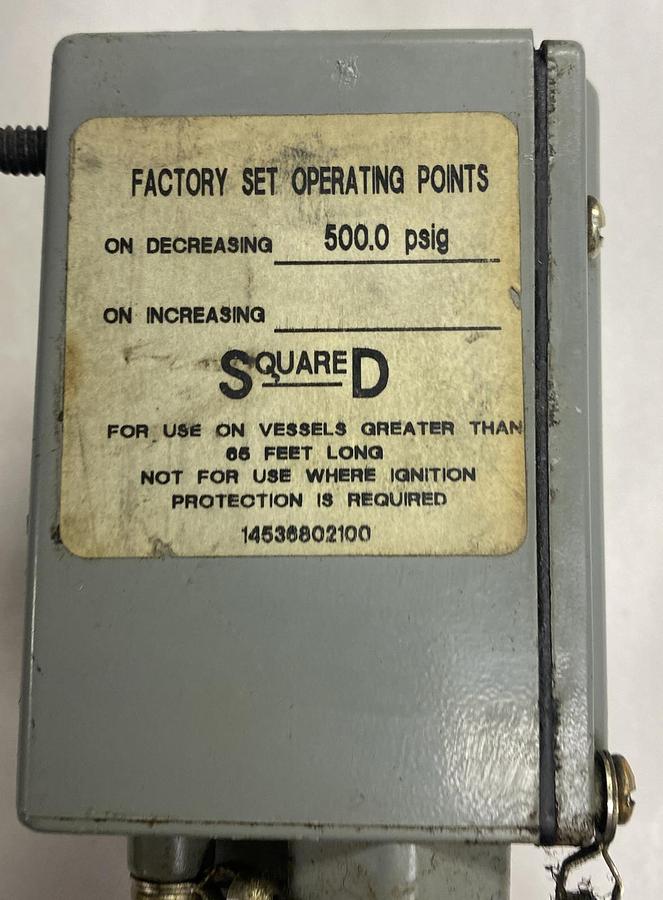 FACTORY SET OPERATING POINTS
ON DECREASING 500.0 psig
ON INCREASING
SQUARE D
FOR USE ON VESSELS GREATER THAN
65 FEET LONG
NOT FOR USE WHERE IGNITION
PROTECTION IS REQUIRED
14536802100